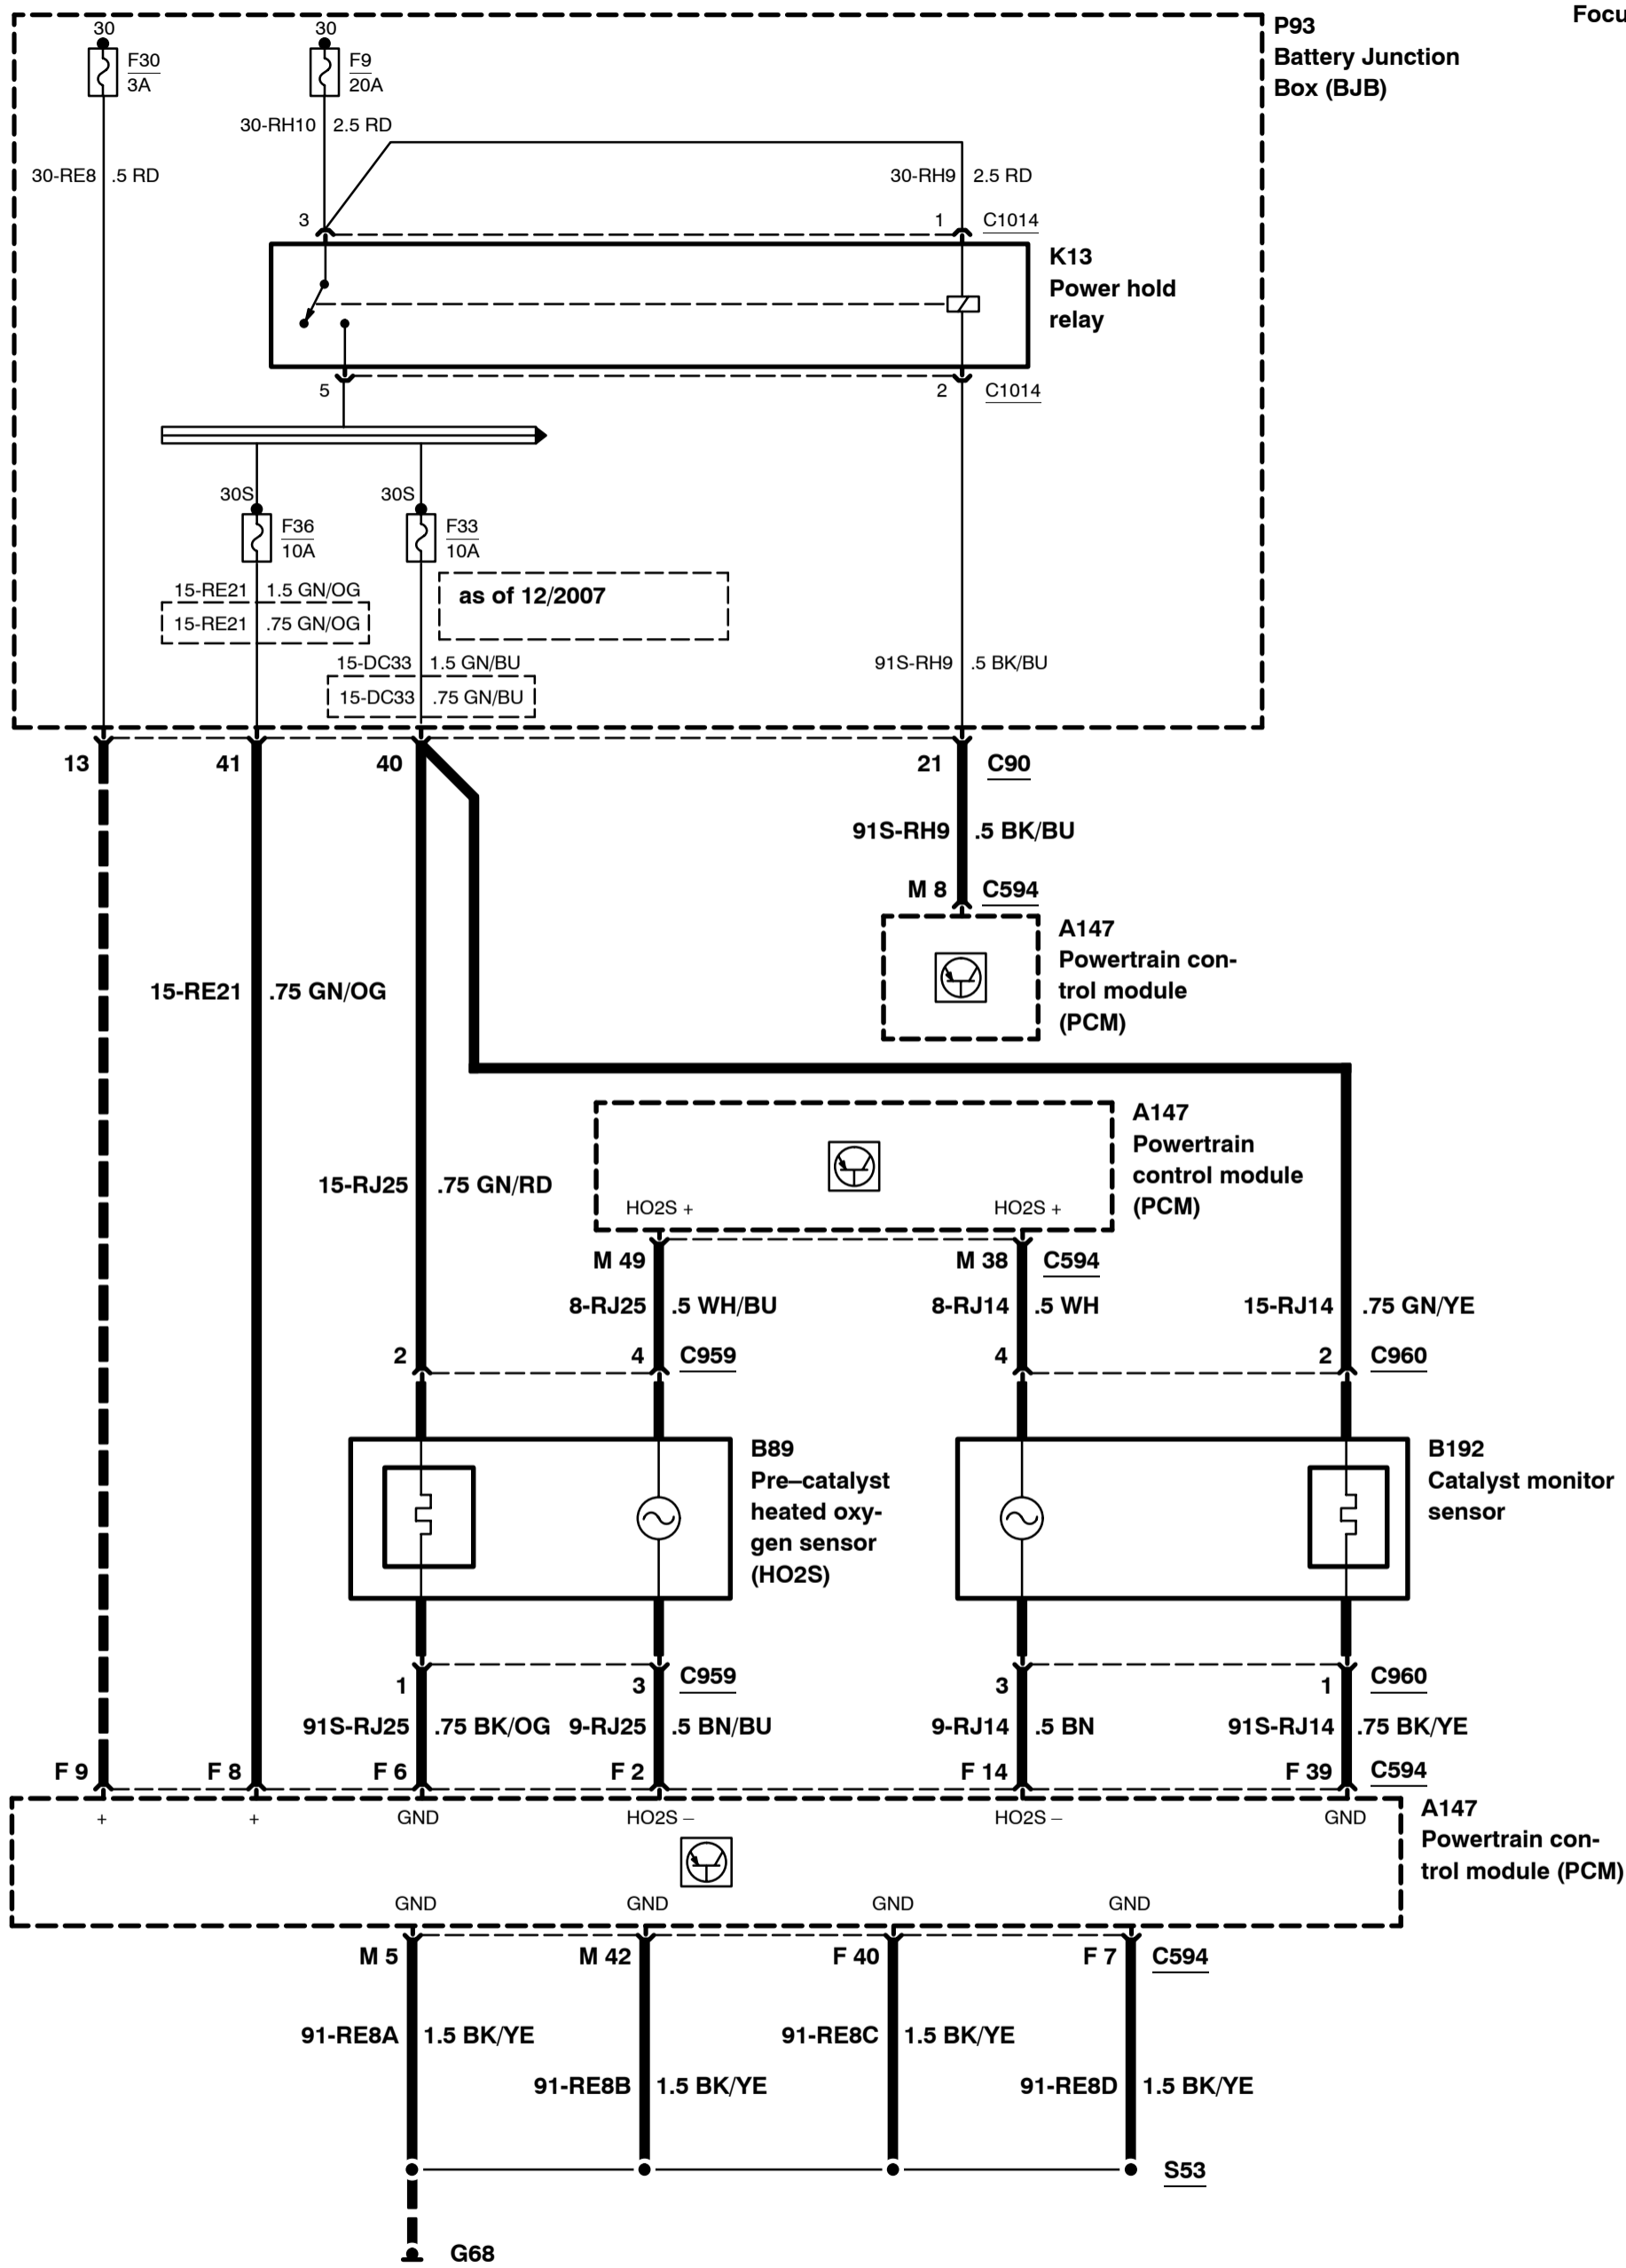 Focu
P93
Battery Junction
Box (BJB)
30
30
F30
3A
F9
20A
30-RH10 2.5 RD
30-RE8 .5 RD
30-RH9 2.5 RD
3
1
C1014
K13
Power hold
relay
5
2
C1014
30S
30S
F36
10A
F33
10A
15-RE21 1.5 GN/OG
15-RE21 .75 GN/OG
as of 12/2007
15-DC33 1.5 GN/BU
15-DC33 .75 GN/BU
91S-RH9 .5 BK/BU
13
41
40
21
C90
91S-RH9 .5 BK/BU
M 8
C594
A147
Powertrain con-
trol module
(PCM)
15-RE21 .75 GN/OG
A147
Powertrain
control module
(PCM)
15-RJ25 .75 GN/RD
HO2S +
HO2S +
M 49
M 38
C594
8-RJ25 .5 WH/BU
8-RJ14 .5 WH
15-RJ14 .75 GN/YE
2
4
C959
4
2
C960
B89
Pre–catalyst
heated oxy-
gen sensor
(HO2S)
B192
Catalyst monitor
sensor
1
3
C959
3
1
C960
91S-RJ25 .75 BK/OG
9-RJ25 .5 BN/BU
9-RJ14 .5 BN
91S-RJ14 .75 BK/YE
F 9
F 8
F 6
F 2
F 14
F 39
C594
+
+
GND
HO2S –
HO2S –
GND
A147
Powertrain con-
trol module (PCM)
GND
GND
GND
GND
M 5
M 42
F 40
F 7
C594
91-RE8A 1.5 BK/YE
91-RE8C 1.5 BK/YE
91-RE8B 1.5 BK/YE
91-RE8D 1.5 BK/YE
S53
G68